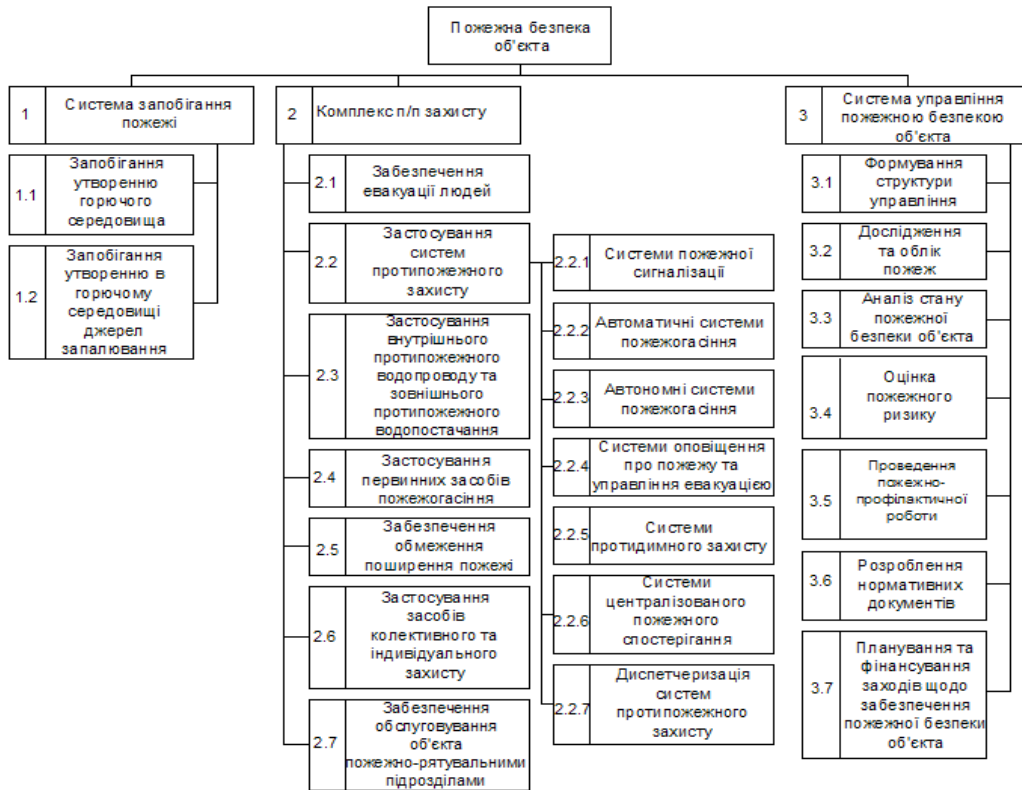 Пожежна безпека
об'єкта
1
Система запобігання
пожежі
1.1
Запобігання
утворенню
горючого
середовища
1.2
Запобігання
утворенню в
горючому
середовищі
джерел
запалювання
2
Комплекс п/п захисту
2.1
Забезпечення
евакуації людей
2.2
Застосування
систем
протипожежного
захисту
2.3
Застосування
внутрішнього
протипожежного
водопроводу та
зовнішнього
протипожежного
водопостачання
2.4
Застосування
первинних засобів
пожежогасіння
2.5
Забезпечення
обмеження
поширення пожежі
2.6
Застосування
засобів
колективного та
індивідуального
захисту
2.7
Забезпечення
обслуговування
об'єкта
пожежно-рятувальними
підрозділами
2.2.1
Системи пожежної
сигналізації
2.2.2
Автоматичні системи
пожежогасіння
2.2.3
Автономні системи
пожежогасіння
2.2.4
Системи оповіщення
про пожежу та
управління евакуацією
2.2.5
Системи
протидимного захисту
2.2.6
Системи
централізованого
пожежного
спостерігання
2.2.7
Диспетчеризація
систем
протипожежного
захисту
3
Система управління
пожежною безпекою
об'єкта
3.1
Формування
структури
управління
3.2
Дослідження
та облік
пожеж
3.3
Аналіз стану
пожежної
безпеки об'єкта
3.4
Оцінка
пожежного
ризику
3.5
Проведення
пожежно-
профілактичної
роботи
3.6
Розроблення
нормативних
документів
3.7
Планування та
фінансування
заходів щодо
забезпечення
пожежної безпеки
об'єкта